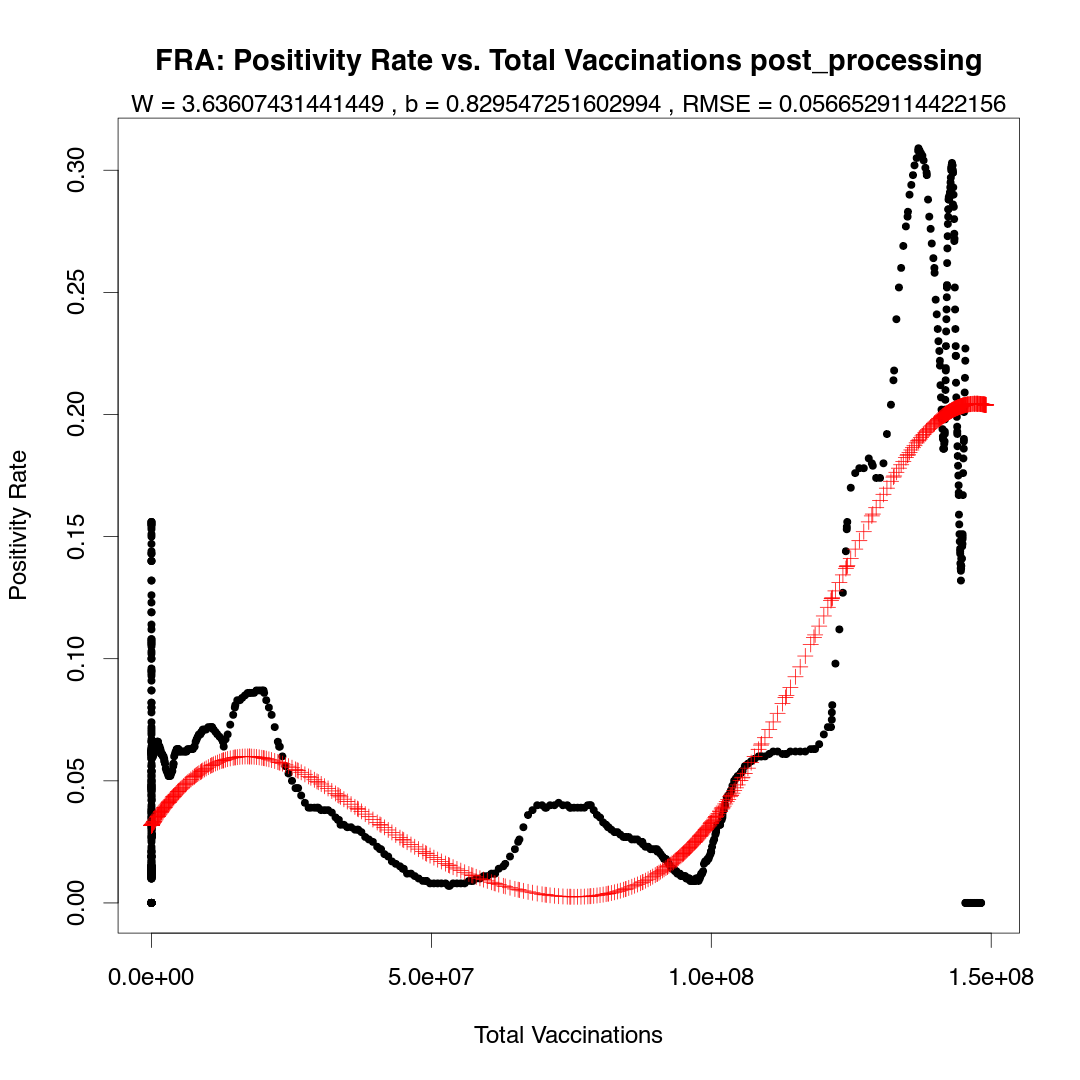 FRA: Positivity Rate vs. Total Vaccinations post_processing
W = 3.63607431441449 , b = 0.829547251602994 , RMSE = 0.0566529114422156
Positivity Rate
0.30
0.25
0.20
0.15
0.10
0.05
0.00
0.0e+00 5.0e+07 1.0e+08 1.5e+08
Total Vaccinations